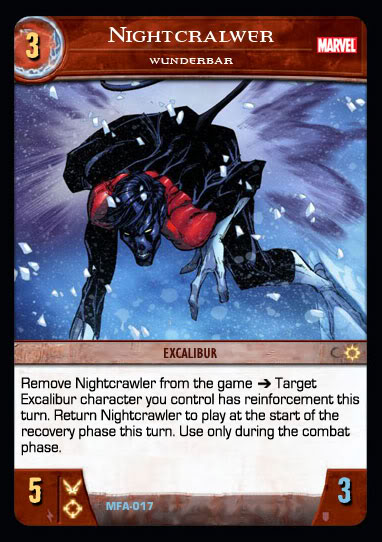 3
NIGHTCRALWER
MARVEL
WUNDERBAR
EXCALIBUR
C
Remove Nightcrawler from the game ➔ Target
Excalibur character you control has reinforcement this
turn. Return Nightcrawler to play at the start of the
recovery phase this turn. Use only during the combat
phase.
5
MFA-017
3